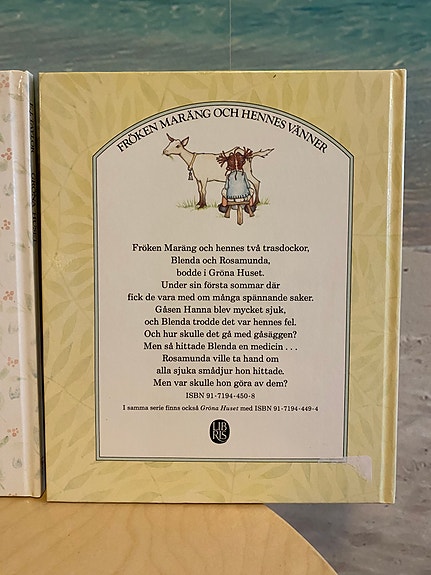 FRÖKEN MARÄNG OCH HENNES VÄNNER
Fröken Maräng och hennes två trasdockor,
Blenda och Rosamunda,
bodde i Gröna Huset.
Under sin första sommar där
fick de vara med om många spännande saker.
Gåsen Hanna blev mycket sjuk,
och Blenda trodde det var hennes fel.
Och hur skulle det gå med gåsäggen?
Men så hittade Blenda en medicin . . .
Rosamunda ville ta hand om
alla sjuka smådjur hon hittade.
Men var skulle hon göra av dem?
ISBN 91-7194-450-8
I samma serie finns också Gröna Huset med ISBN 91-7194-449-4
LIB
RIS